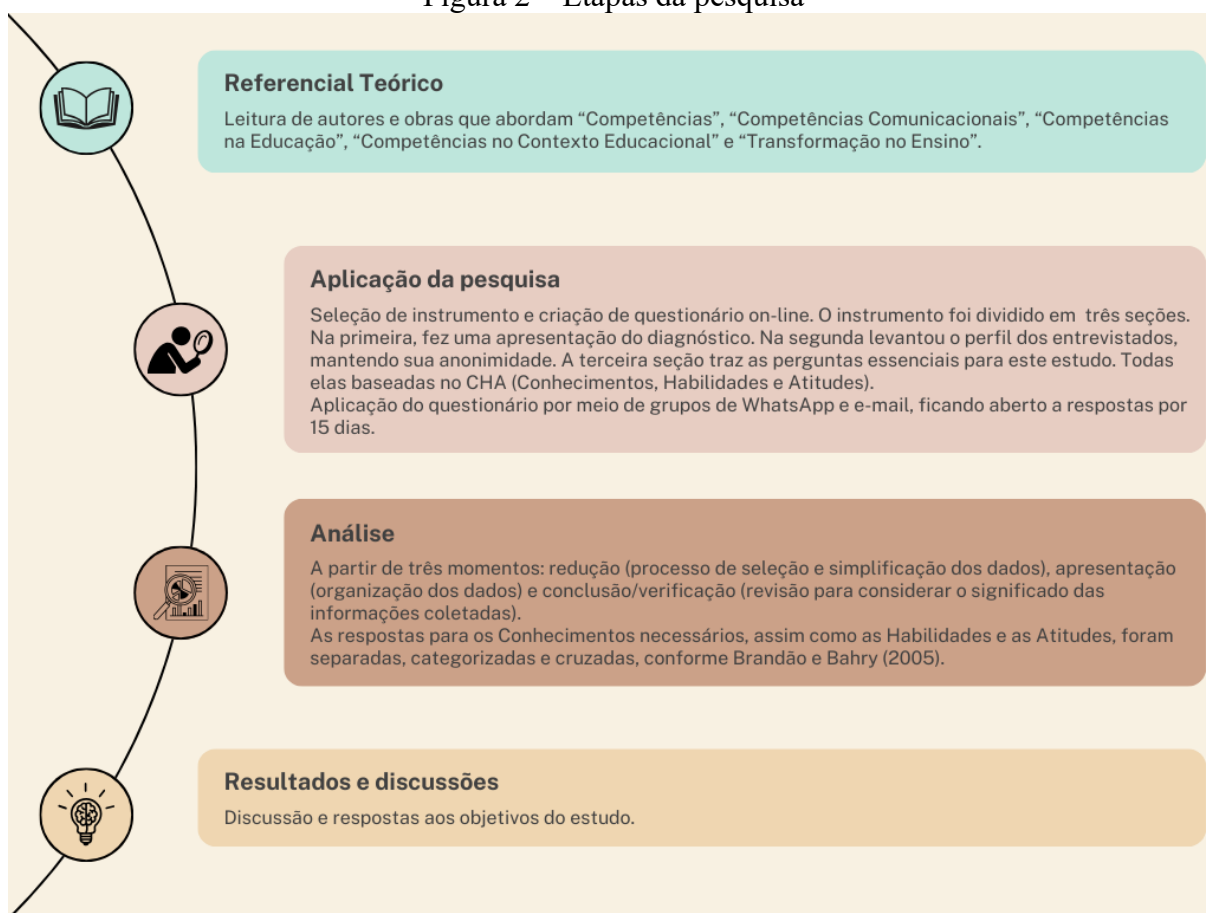 Figura 2 – Etapas da pesquisa
Referencial Teórico
Leitura de autores e obras que abordam “Competências”, “Competências Comunicacionais”, “Competências
na Educação”, “Competências no Contexto Educacional” e “Transformação no Ensino”.
Aplicação da pesquisa
Seleção de instrumento e criação de questionário on-line. O instrumento foi dividido em três seções.
Na primeira, fez uma apresentação do diagnóstico. Na segunda levantou o perfil dos entrevistados,
mantendo sua anonimidade. A terceira seção traz as perguntas essenciais para este estudo. Todas
elas baseadas no CHA (Conhecimentos, Habilidades e Atitudes).
Aplicação do questionário por meio de grupos de WhatsApp e e-mail, ficando aberto a respostas por
15 dias.
Análise
A partir de três momentos: redução (processo de seleção e simplificação dos dados), apresentação
(organização dos dados) e conclusão/verificação (revisão para considerar o significado das
informações coletadas).
As respostas para os Conhecimentos necessários, assim como as Habilidades e as Atitudes, foram
separadas, categorizadas e cruzadas, conforme Brandão e Bahry (2005).
Resultados e discussões
Discussão e respostas aos objetivos do estudo.